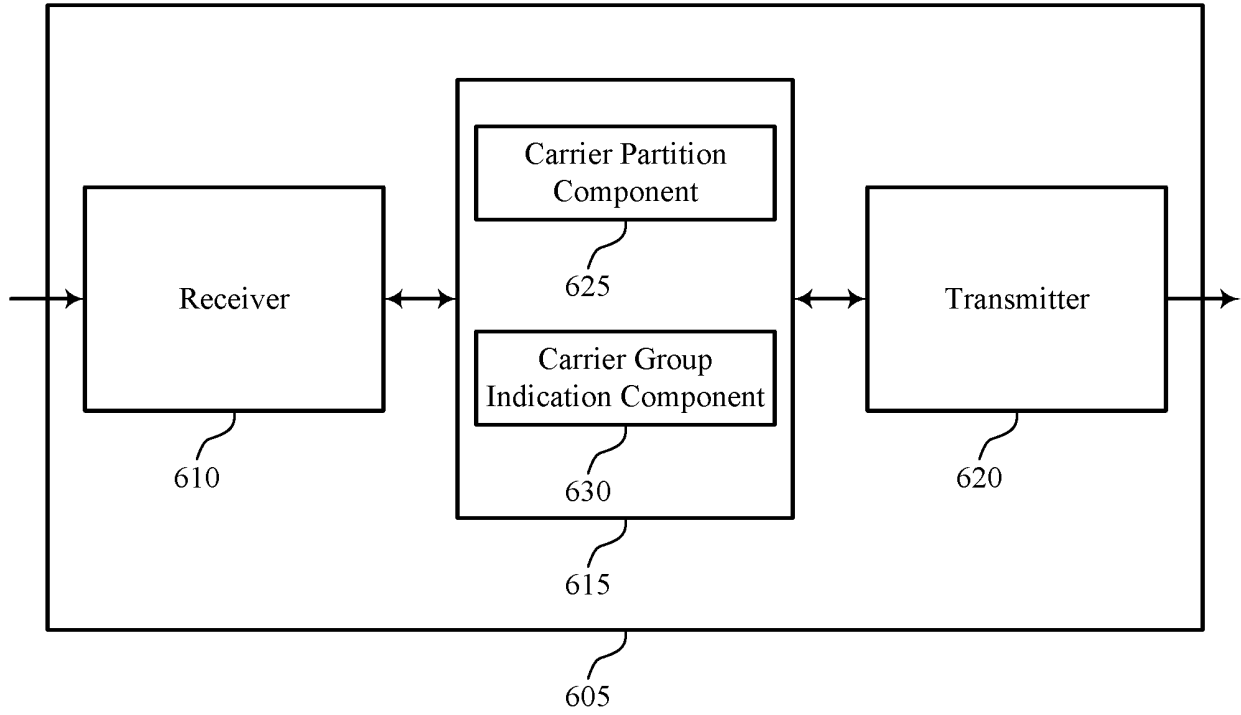 Carrier Partition
Component
625
Receiver
Transmitter
Carrier Group
Indication Component
610
630
620
615
605